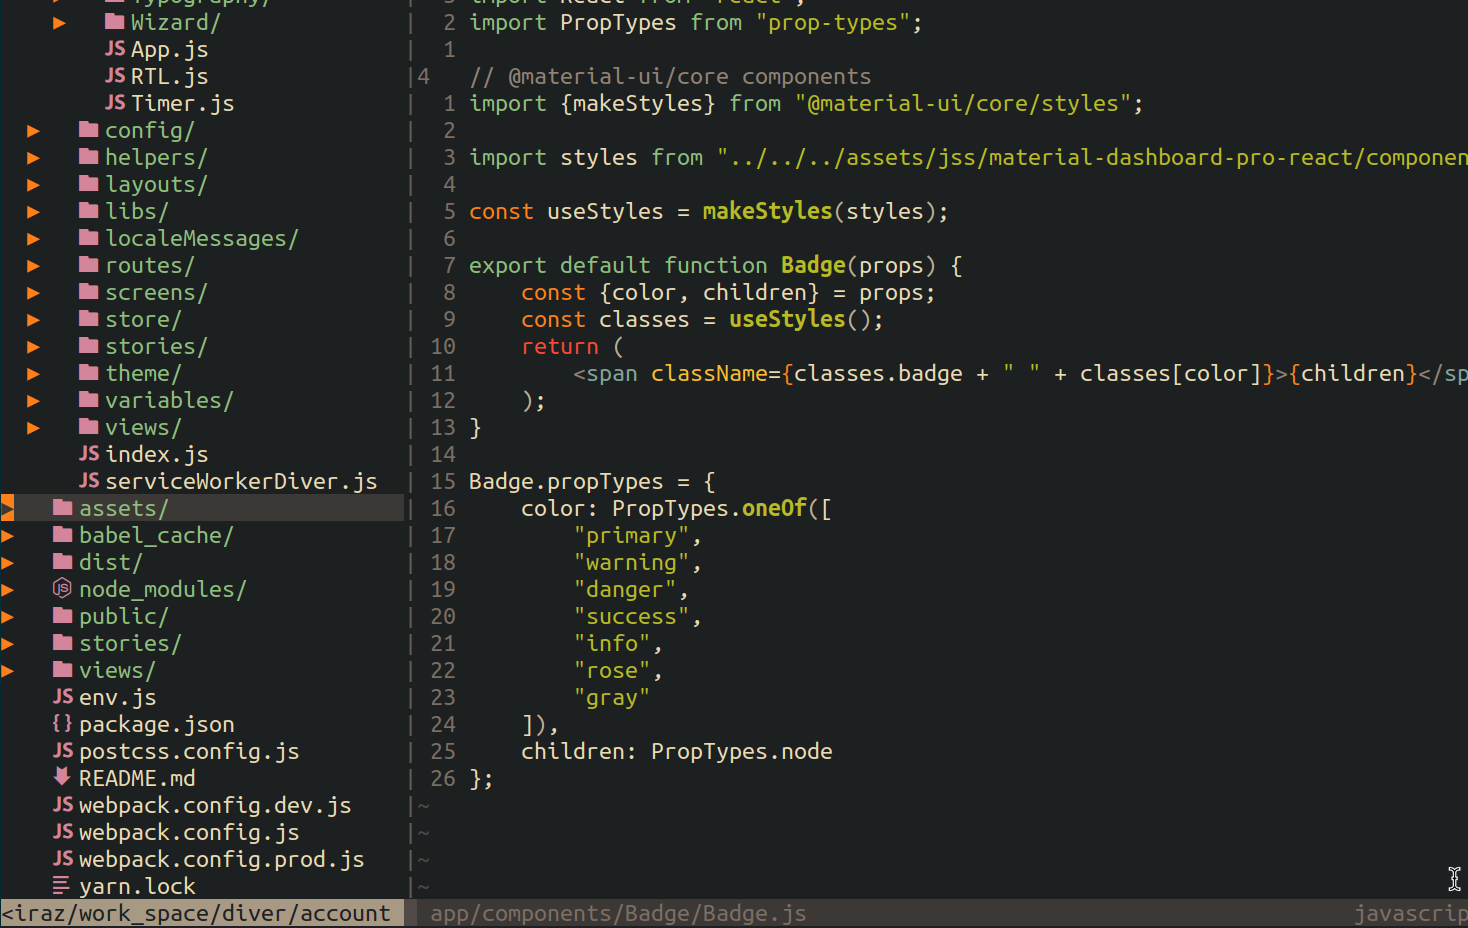 Typography/
Wizard/
JS App.js
JS RTL.js
JS Timer.js
config/
helpers/
layouts/
libs/
localeMessages/
routes/
screens/
store/
stories/
theme/
variables/
views/
JS index.js
JS serviceWorkerDiver.js
assets/
babel_cache/
dist/
JS node_modules/
public/
stories/
views/
JS env.js
{} package.json
JS postcss.config.js
README.md
JS webpack.config.dev.js
JS webpack.config.js
JS webpack.config.prod.js
yarn.lock
<iraz/work_space/diver/account
3 import React from "react";
2 import PropTypes from "prop-types";
1
4 // @material-ui/core components
1 import {makeStyles} from "@material-ui/core/styles";
2
3 import styles from "../../../assets/jss/material-dashboard-pro-react/componen
4
5 const useStyles = makeStyles(styles);
6
7 export default function Badge(props) {
8 const {color, children} = props;
9 const classes = useStyles();
10 return (
11 <span className={classes.badge + " " + classes[color]}>{children}</sp
12 );
13 }
14
15 Badge.propTypes = {
16 color: PropTypes.oneOf([
17 "primary",
18 "warning",
19 "danger",
20 "success",
21 "info",
22 "rose",
23 "gray"
24 ]),
25 children: PropTypes.node
26 };
~
~
~
~
app/components/Badge/Badge.js
javascrip